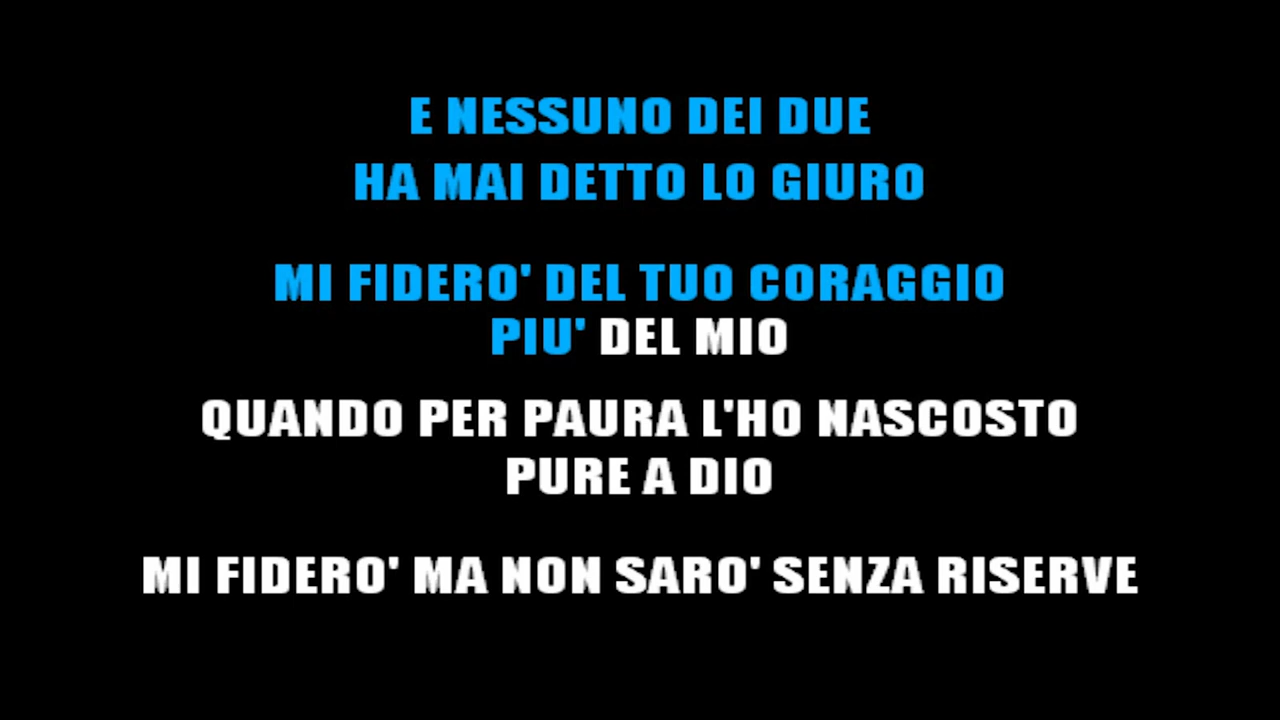 E NESSUNO DEI DUE
HA MAI DETTO LO GIURO
MI FIDERO' DEL TUO CORAGGIO
PIU' DEL MIO
QUANDO PER PAURA L'HO NASCOSTO
PURE A DIO
MI FIDERO' MA NON SARO' SENZA RISERVE